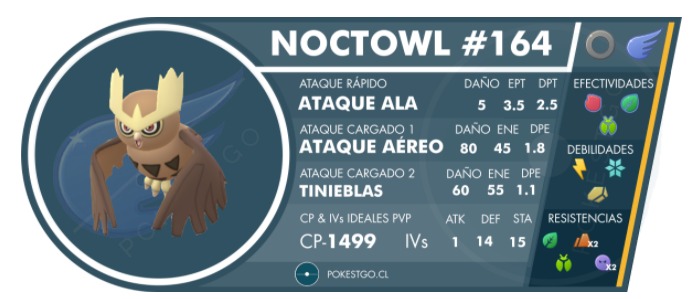 NOCTOWL #164
ATAQUE RÁPIDO DAÑO EPT DPT
ATAQUE ALA 5 3.5 2.5
ATAQUE CARGADO 1 DAÑO ENE DPE
ATAQUE AÉREO 80 45 1.8
ATAQUE CARGADO 2 DAÑO ENE DPE
TINIEBLAS 60 55 1.1
CP & IVs IDEALES PVP ATK DEF STA
CP-1499 IVs 1 14 15
POKESTGO.CL
EFECTIVIDADES
DEBILIDADES
RESISTENCIAS
X2
X2
POKESTGO